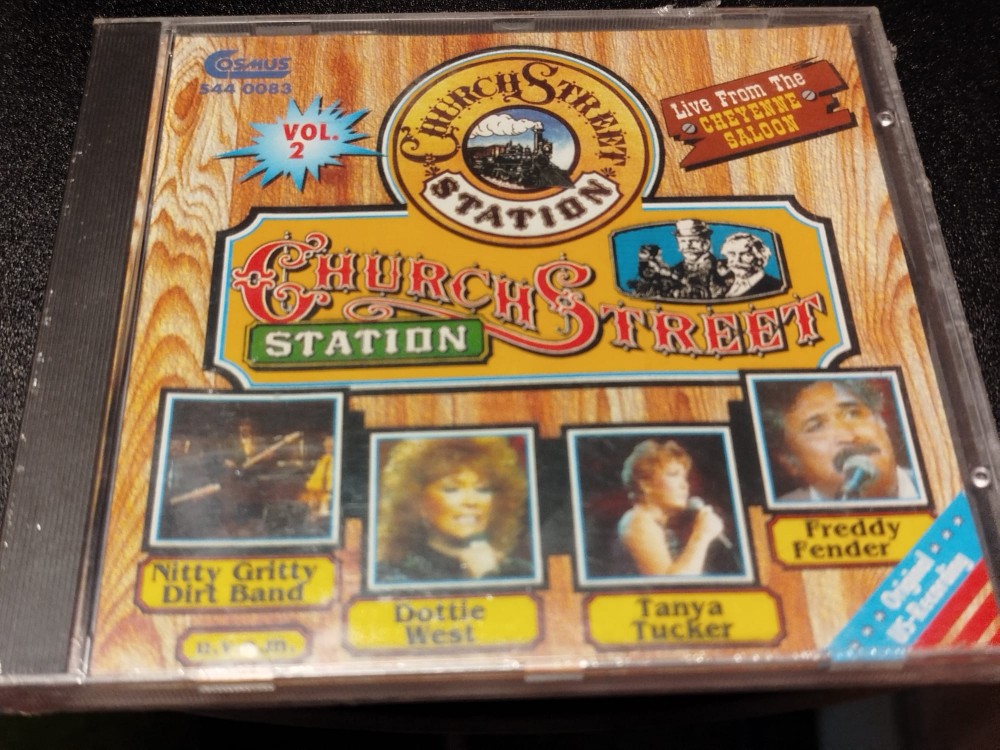 COSMUS
544 0083
VOL.
2
CHURCH STREET
STATION
Live From The
CHEYENNE
SALOON
CHURCH STREET
STATION
Nitty Gritty
Dirt Band
Dottie
West
Tanya
Tucker
Freddy
Fender
u.v.a.m.
Original
US-Recording